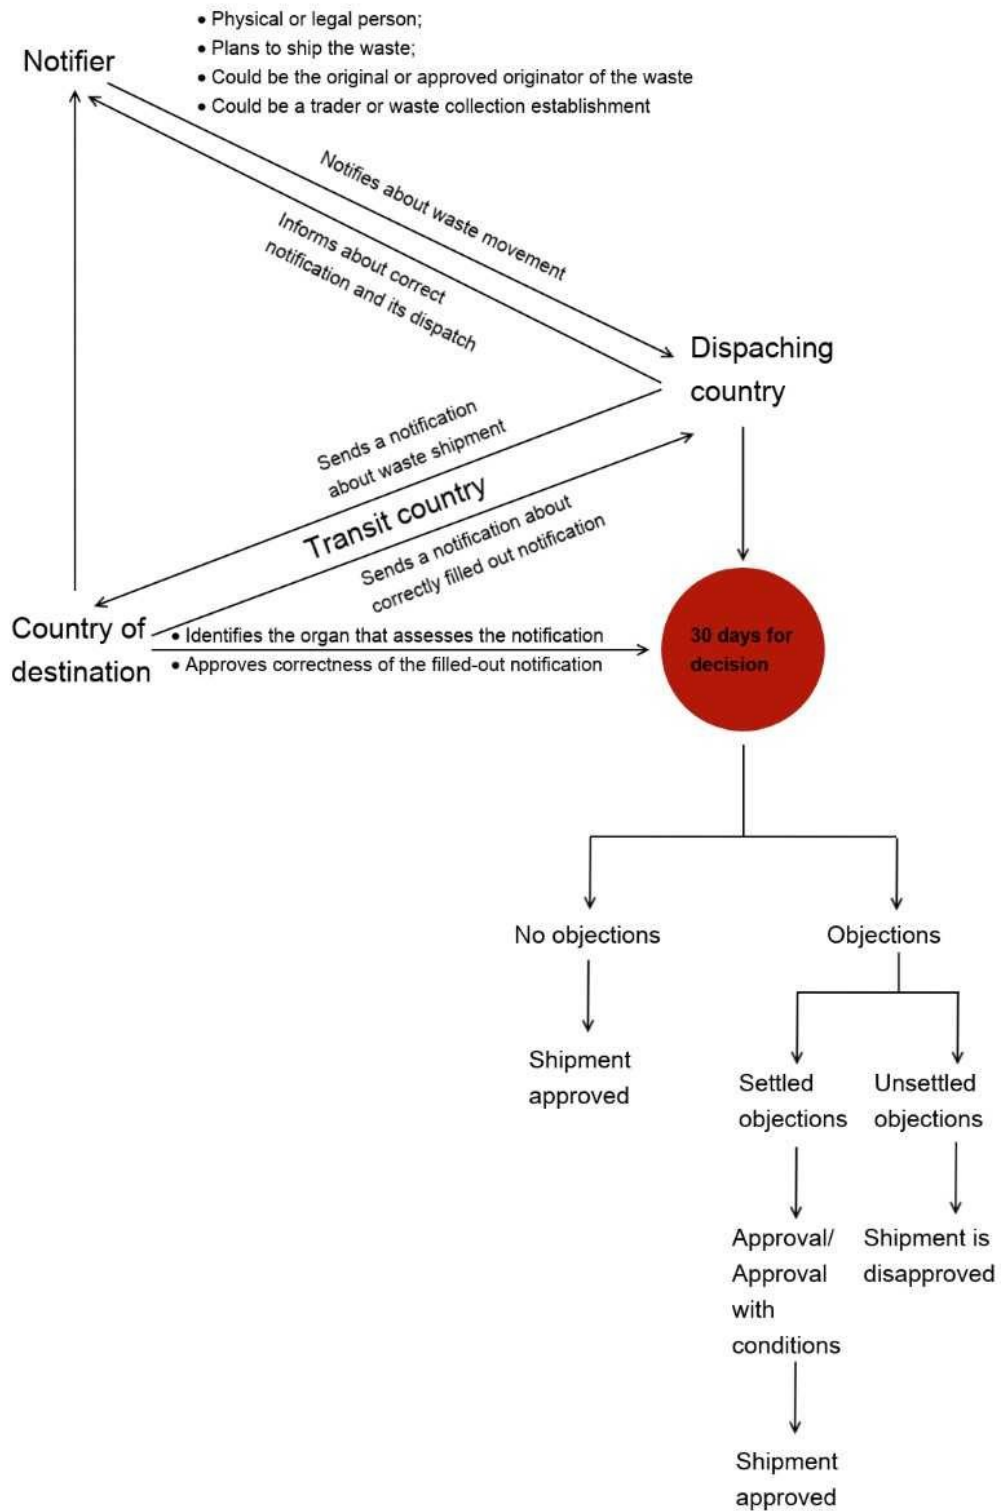 Notifier
• Physical or legal person;
• Plans to ship the waste;
• Could be the original or approved originator of the waste
• Could be a trader or waste collection establishment
Notifies about waste movement
Informs about correct
notification and its dispatch
Dispaching
country
Sends a notification
about waste shipment
Transit country
Sends a notification about
correctly filled out notification
Country of
destination
• Identifies the organ that assesses the notification
• Approves correctness of the filled-out notification
30 days for
decision
No objections
Objections
Shipment
approved
Settled
objections
Unsettled
objections
Approval/
Approval
with
conditions
Shipment is
disapproved
Shipment
approved